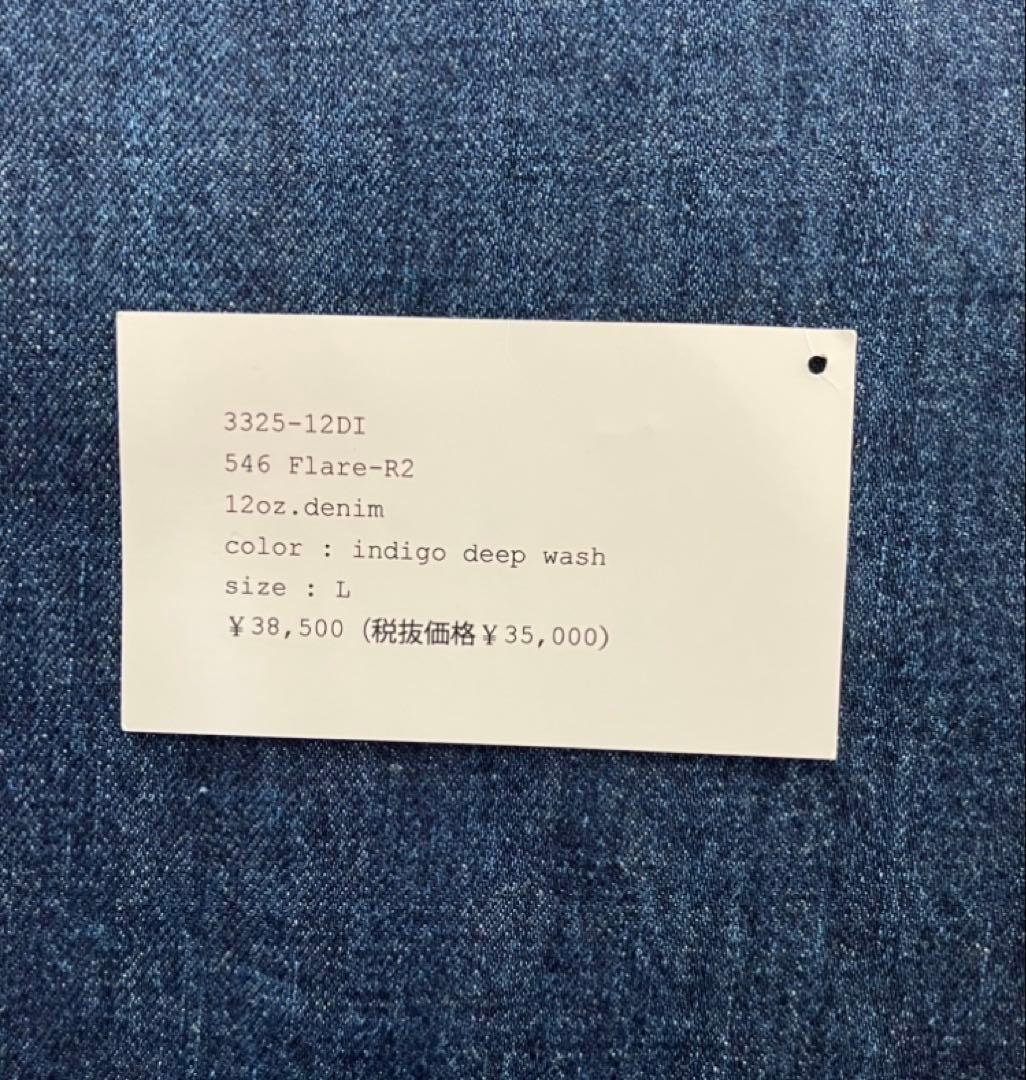 3325-12DI
546 Flare-R2
12oz.denim
color : indigo deep wash
size : L
¥38,500 (税抜価格¥35,000)